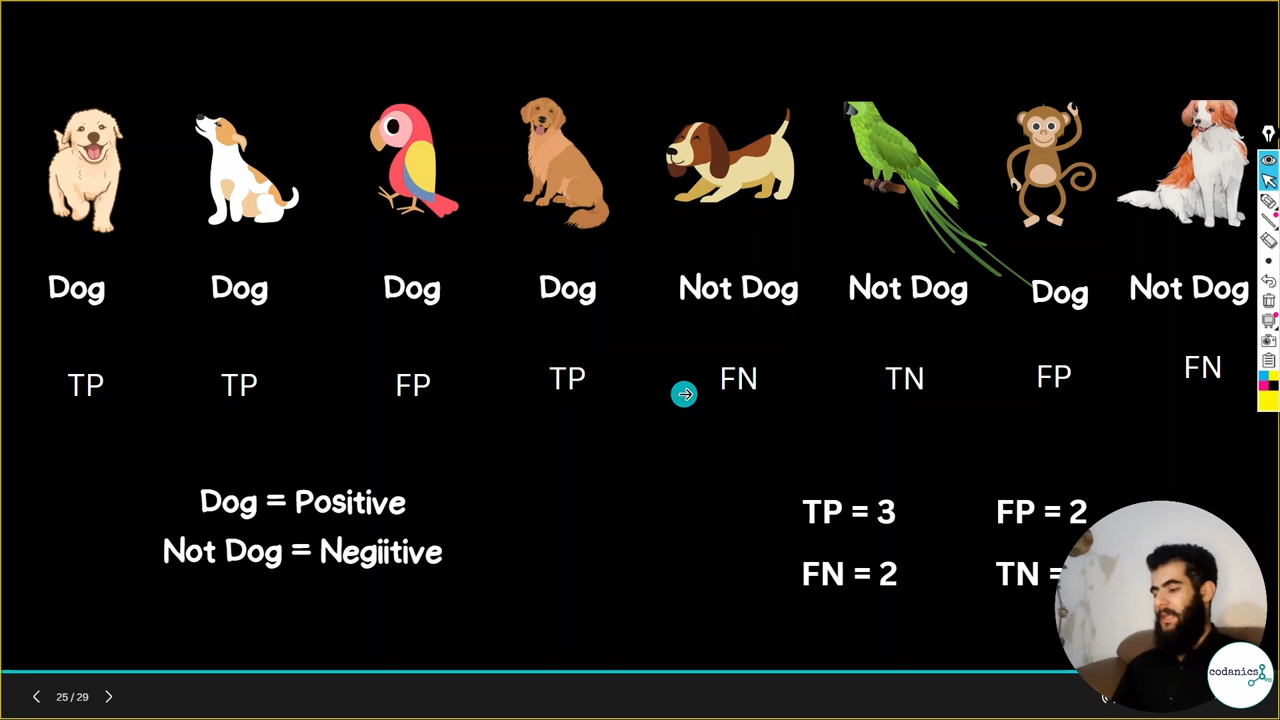 Dog Dog Dog Dog Not Dog Not Dog Dog Not Dog
TP TP FP TP FN TN FP FN
Dog = Positive
Not Dog = Negiitive
TP = 3 FP = 2
FN = 2 TN =
25 / 29
codanics